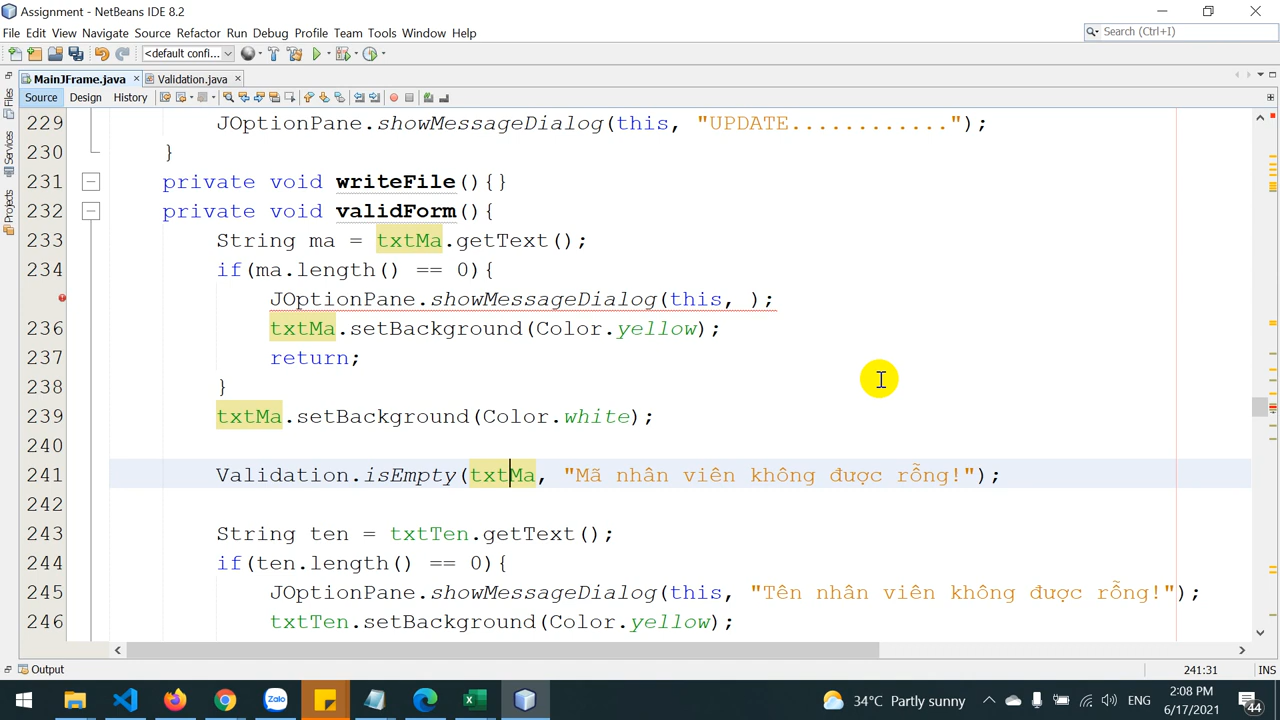 Assignment - NetBeans IDE 8.2
File Edit View Navigate Source Refactor Run Debug Profile Team Tools Window Help
Search (Ctrl+I)
<default confi...
MainJFrame.java Validation.java
Source Design History
Files
Services
Projects
229 JOptionPane.showMessageDialog(this, "UPDATE............");
230 }
231 private void writeFile(){}
232 private void validForm(){
233 String ma = txtMa.getText();
234 if(ma.length() == 0){
JOptionPane.showMessageDialog(this, );
236 txtMa.setBackground(Color.yellow);
237 return;
238 }
239 txtMa.setBackground(Color.white);
240
241 Validation.isEmpty(txtMa, "Mã nhân viên không được rỗng!");
242
243 String ten = txtTen.getText();
244 if(ten.length() == 0){
245 JOptionPane.showMessageDialog(this, "Tên nhân viên không được rỗng!");
246 txtTen.setBackground(Color.yellow);
Output
241:31 INS
Zalo
34°C Partly sunny
ENG
2:08 PM
6/17/2021
44